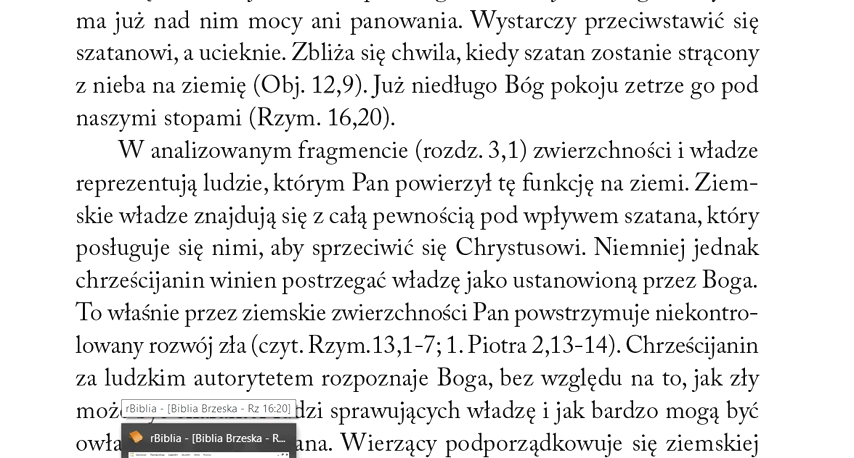 ma już nad nim mocy ani panowania. Wystarczy przeciwstawić się
szatanowi, a ucieknie. Zbliża się chwila, kiedy szatan zostanie strącony
z nieba na ziemię (Obj. 12,9). Już niedługo Bóg pokoju zetrze go pod
naszymi stopami (Rzym. 16,20).
W analizowanym fragmencie (rozdz. 3,1) zwierzchności i władze
reprezentują ludzie, którym Pan powierzył tę funkcję na ziemi. Ziem-
skie władze znajdują się z całą pewnością pod wpływem szatana, który
posługuje się nimi, aby sprzeciwić się Chrystusowi. Niemniej jednak
chrześcijanin winien postrzegać władzę jako ustanowioną przez Boga.
To właśnie przez ziemskie zwierzchności Pan powstrzymuje niekontro-
lowany rozwój zła (czyt. Rzym.13,1-7; 1. Piotra 2,13-14). Chrześcijanin
za ludzkim autorytetem rozpoznaje Boga, bez względu na to, jak zły
sprawujących władzę i jak bardzo mogą być
rBiblia - [Biblia Brzeska - Rz 16:20]
rBiblia - [Biblia Brzeska - R...
Wierzący podporządkowuje się ziemskiej